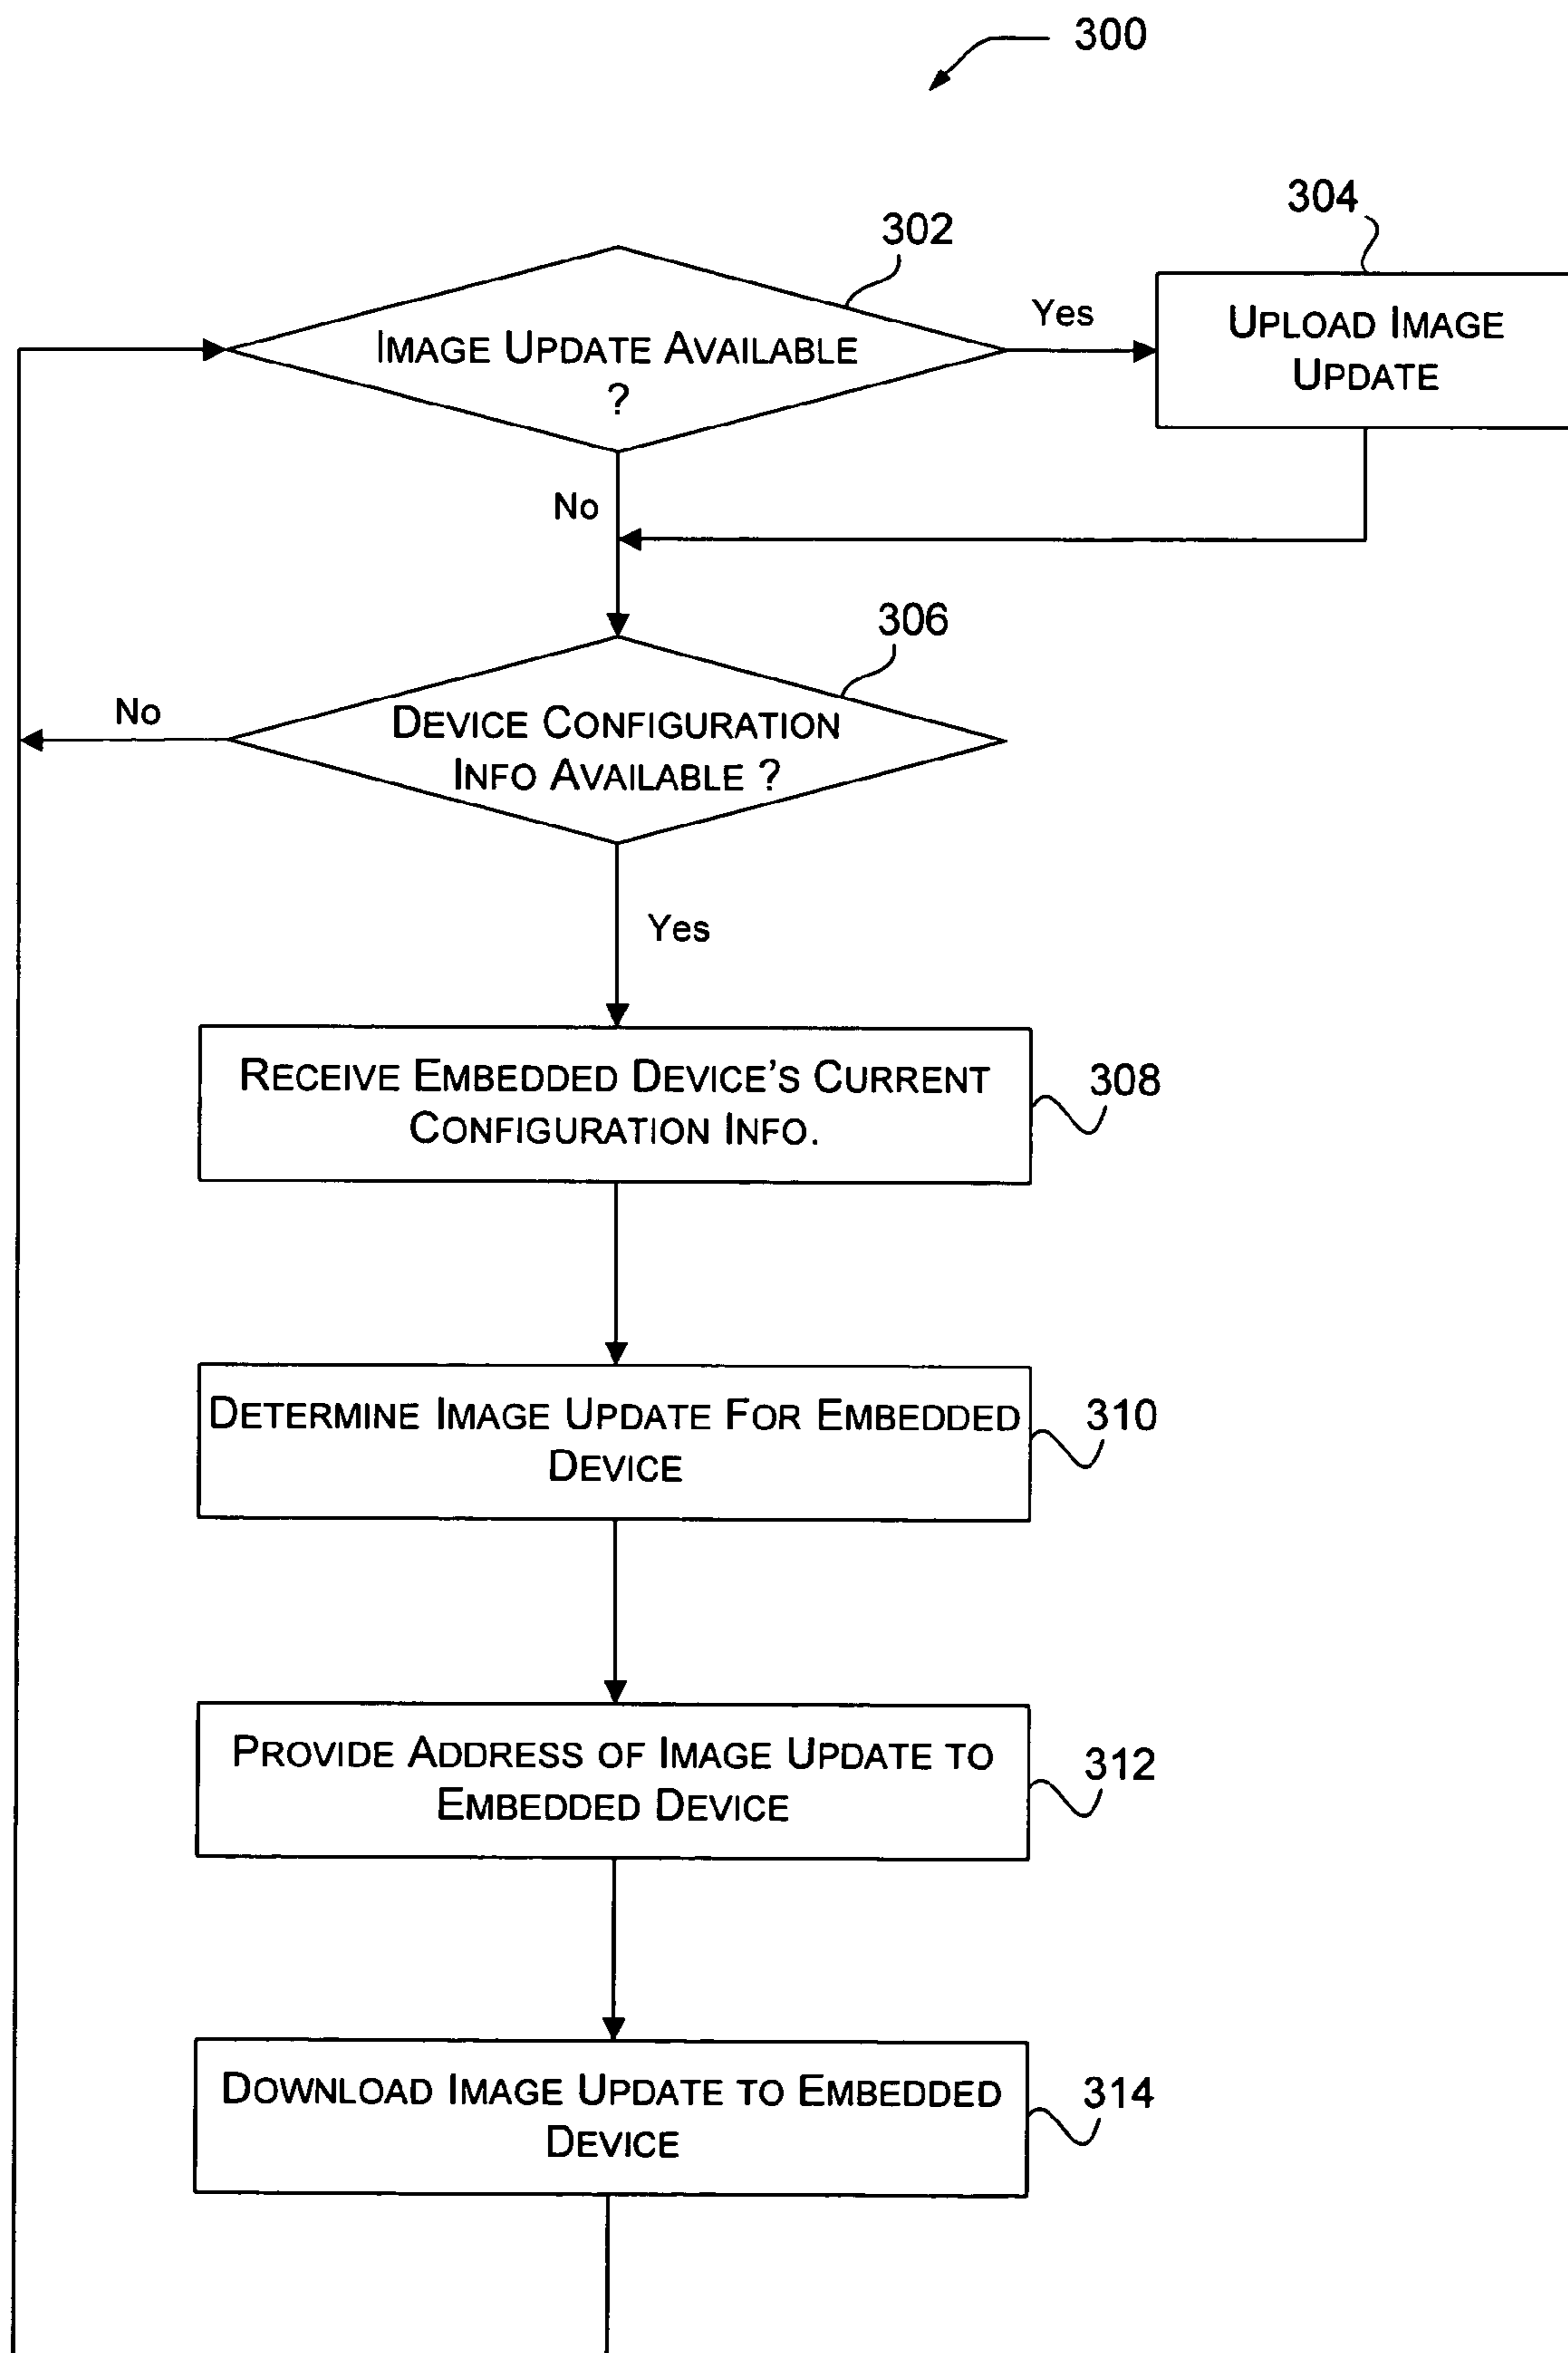 300
302
304
IMAGE UPDATE AVAILABLE
?
Yes
UPLOAD IMAGE
UPDATE
No
306
DEVICE CONFIGURATION
INFO AVAILABLE ?
No
Yes
RECEIVE EMBEDDED DEVICE'S CURRENT
CONFIGURATION INFO.
308
DETERMINE IMAGE UPDATE FOR EMBEDDED
DEVICE
310
PROVIDE ADDRESS OF IMAGE UPDATE TO
EMBEDDED DEVICE
312
DOWNLOAD IMAGE UPDATE TO EMBEDDED
DEVICE
314